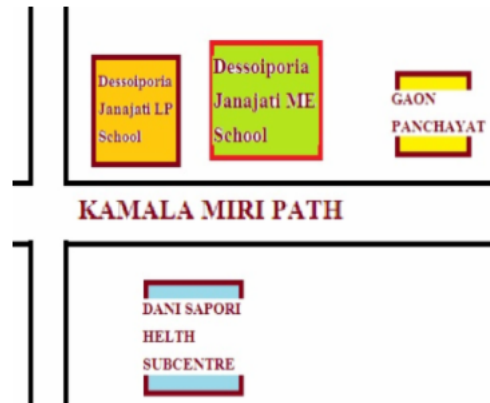 Dessoiporia
Janajati LP
School
Dessoiporia
Janajati ME
School
GAON
PANCHAYAT
KAMALA MIRI PATH
DANI SAPORI
HELTH
SUBCENTRE